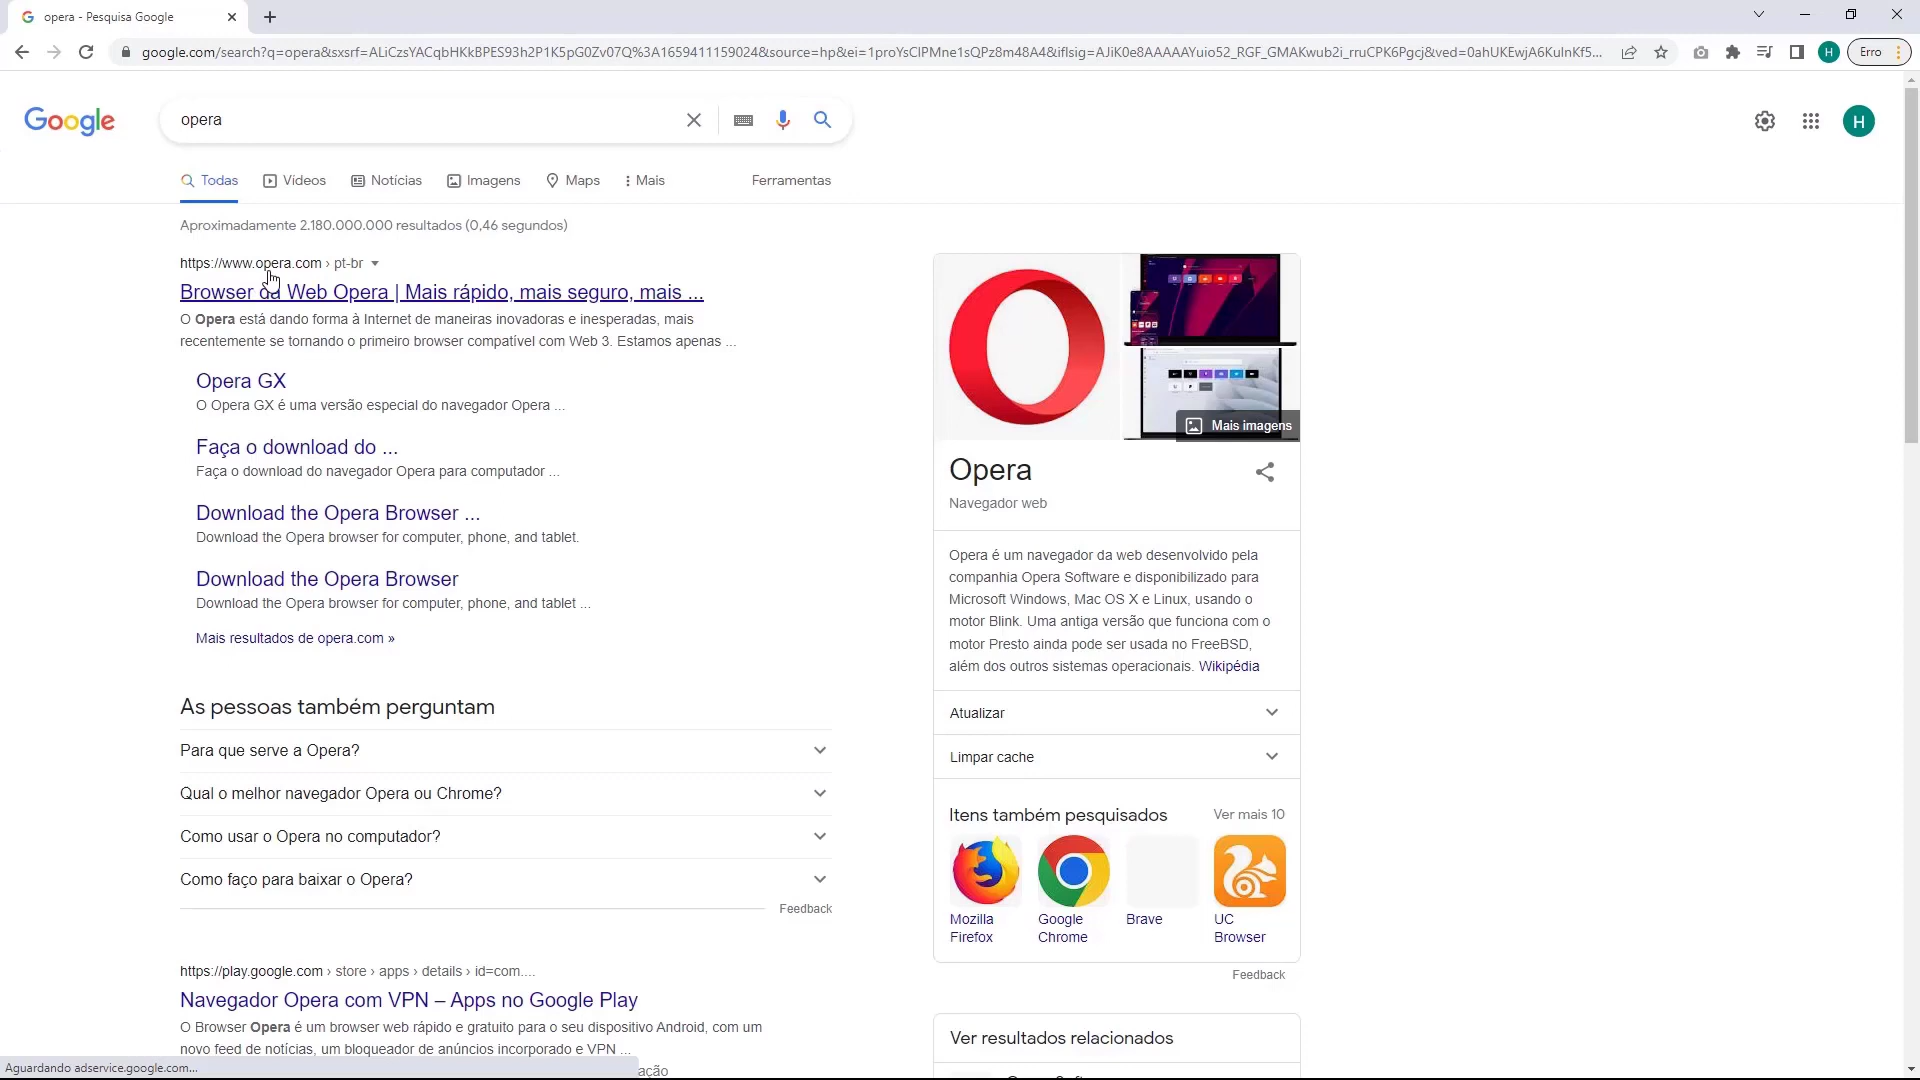 opera - Pesquisa Google
google.com/search?q=opera&sxsrf=ALiCzsYACqbHKkBPES93h2P1K5pG0Zv07Q%3A1659411159024&source=hp&ei=1proYsClPMne1sQPz8m48A4&iflsig=AJiK0e8AAAAAYuio52_RGF_GMAKwub2i_rruCPK6Pgcj&ved=0ahUKEwjA6KulnKf5...
H
Erro
Google
opera
H
Todas
Vídeos
Notícias
Imagens
Maps
Mais
Ferramentas
Aproximadamente 2.180.000.000 resultados (0,46 segundos)
https://www.opera.com › pt-br
Browser da Web Opera | Mais rápido, mais seguro, mais ...
O Opera está dando forma à Internet de maneiras inovadoras e inesperadas, mais
recentemente se tornando o primeiro browser compatível com Web 3. Estamos apenas ...
Opera GX
O Opera GX é uma versão especial do navegador Opera ...
Faça o download do ...
Faça o download do navegador Opera para computador ...
Download the Opera Browser ...
Download the Opera browser for computer, phone, and tablet.
Download the Opera Browser
Download the Opera browser for computer, phone, and tablet ...
Mais resultados de opera.com »
As pessoas também perguntam
Para que serve a Opera?
Qual o melhor navegador Opera ou Chrome?
Como usar o Opera no computador?
Como faço para baixar o Opera?
Feedback
https://play.google.com › store › apps › details › id=com....
Navegador Opera com VPN – Apps no Google Play
O Browser Opera é um browser web rápido e gratuito para o seu dispositivo Android, com um
novo feed de notícias, um bloqueador de anúncios incorporado e VPN ...
Aguardando adservice.google.com...
Mais imagens
Opera
Navegador web
Opera é um navegador da web desenvolvido pela
companhia Opera Software e disponibilizado para
Microsoft Windows, Mac OS X e Linux, usando o
motor Blink. Uma antiga versão que funciona com o
motor Presto ainda pode ser usada no FreeBSD,
além dos outros sistemas operacionais. Wikipédia
Atualizar
Limpar cache
Itens também pesquisados
Ver mais 10
Mozilla
Firefox
Google
Chrome
Brave
UC
Browser
Feedback
Ver resultados relacionados